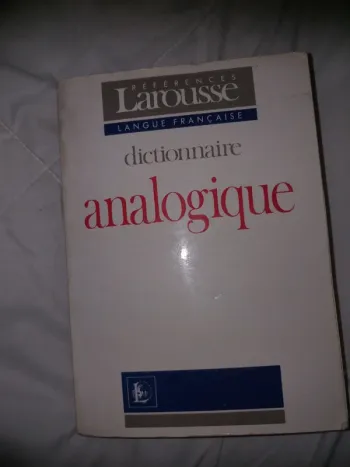 RÉFÉRENCES
Larousse
LANGUE FRANÇAISE
dictionnaire
analogique